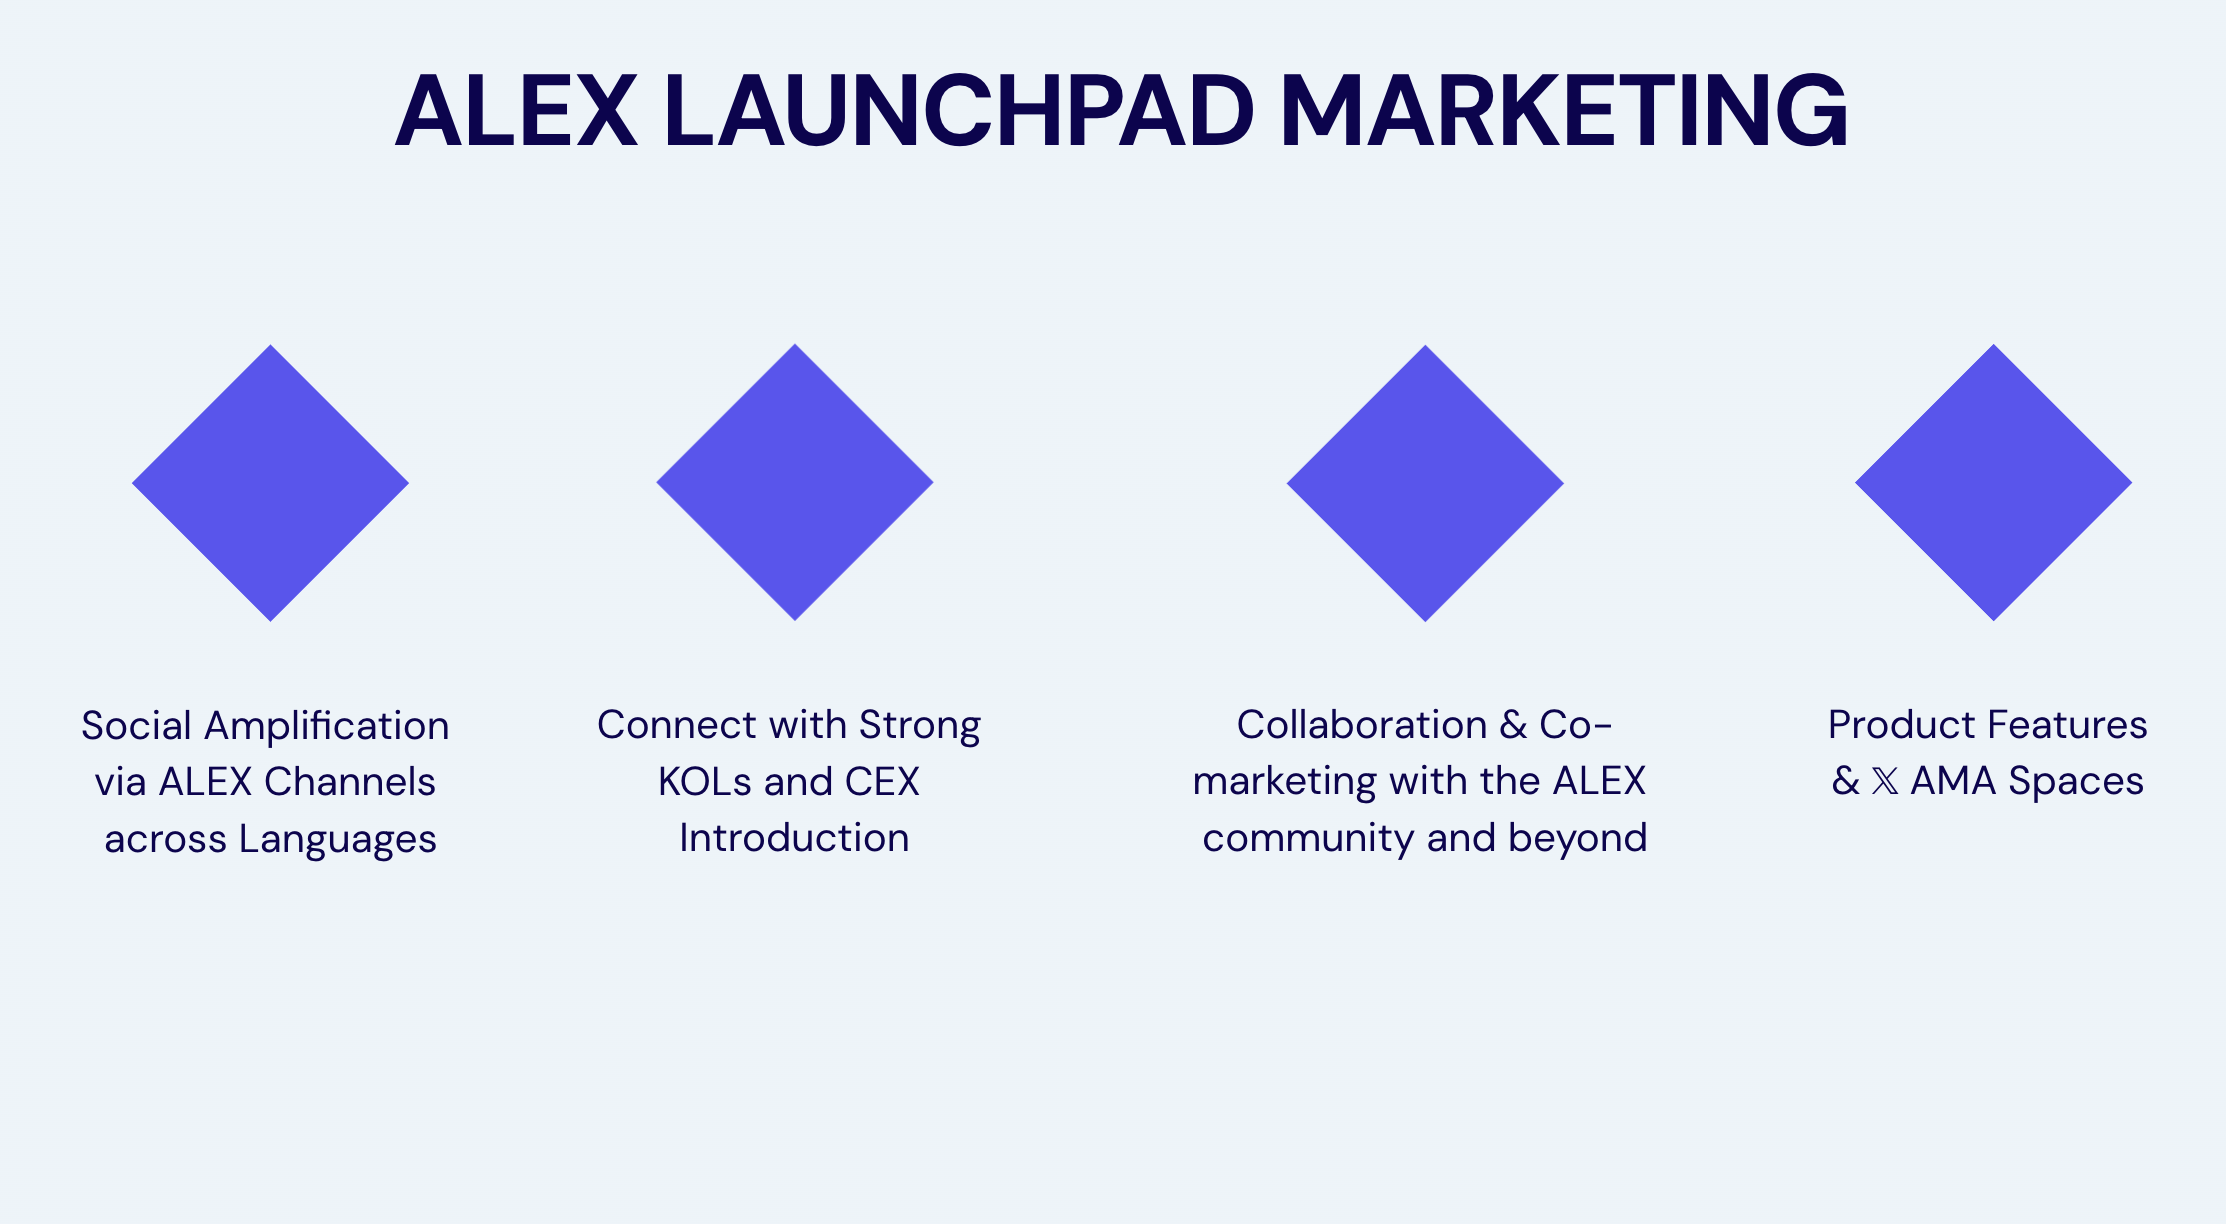 ALEX LAUNCHPAD MARKETING
Social Amplification
via ALEX Channels
across Languages
Connect with Strong
KOLs and CEX
Introduction
Collaboration & Co-
marketing with the ALEX
community and beyond
Product Features
& 𝕏 AMA Spaces